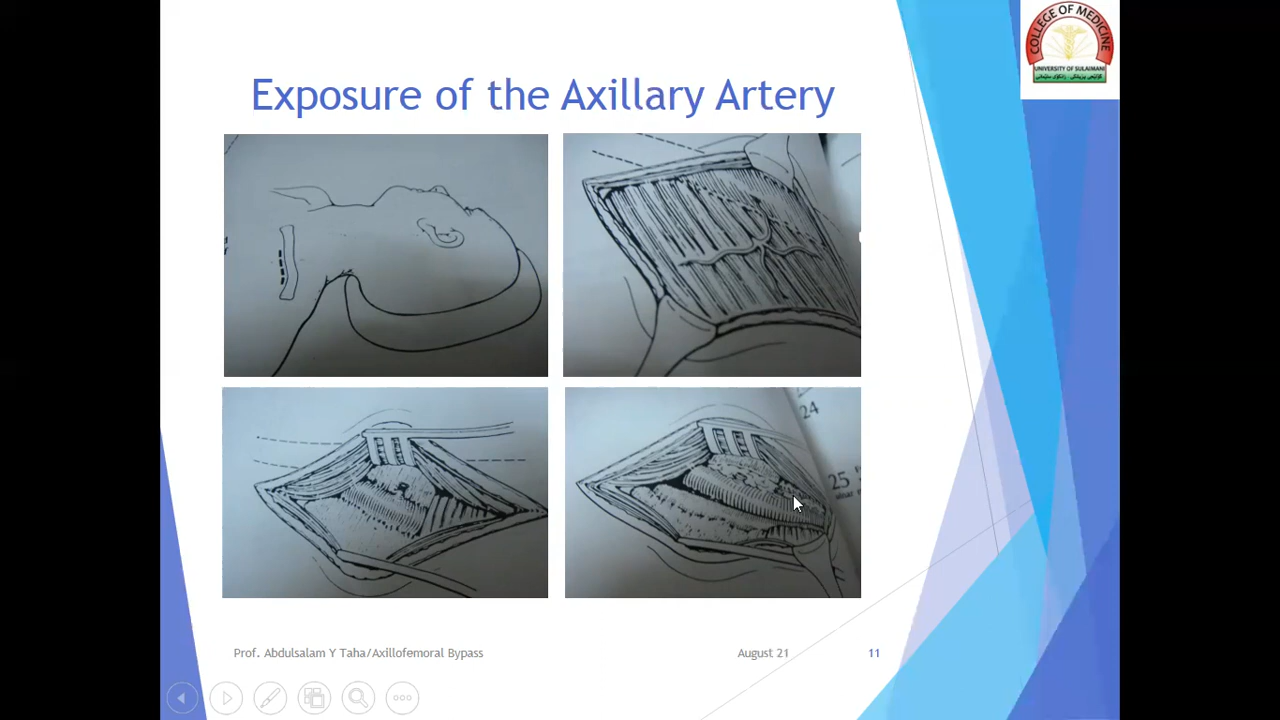 COLLEGE OF MEDICINE
UNIVERSITY OF SULAIMANI
Exposure of the Axillary Artery
24
25
Prof. Abdulsalam Y Taha/Axillofemoral Bypass
August 21
11